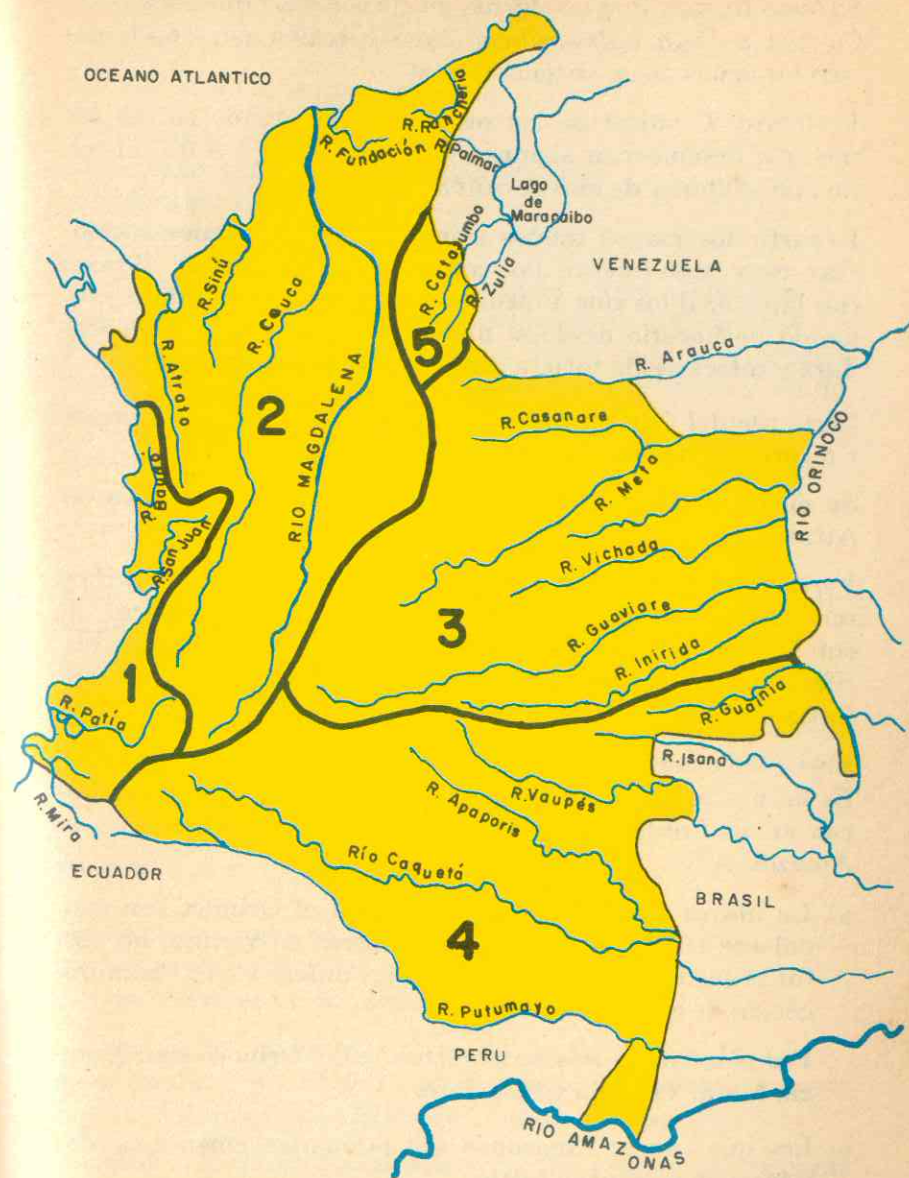 OCEANO ATLANTICO
R. Ranchería
R. Fundación
R. Palmar
Lago
de
Maracaibo
R. Catatumbo
R. Zulia
VENEZUELA
R. Sinú
R. Cauca
R. Atrato
5
R. Arauca
2
RIO MAGDALENA
R. Casanare
RIO ORINOCO
R. Meta
R. Baudó
R. San Juan
R. Vichada
3
R. Guaviare
R. Inirida
1
R. Patía
R. Guainía
R. Isana
R. Mira
R. Vaupés
R. Apaporis
Río Caquetá
ECUADOR
BRASIL
4
R. Putumayo
PERU
RIO AMAZONAS